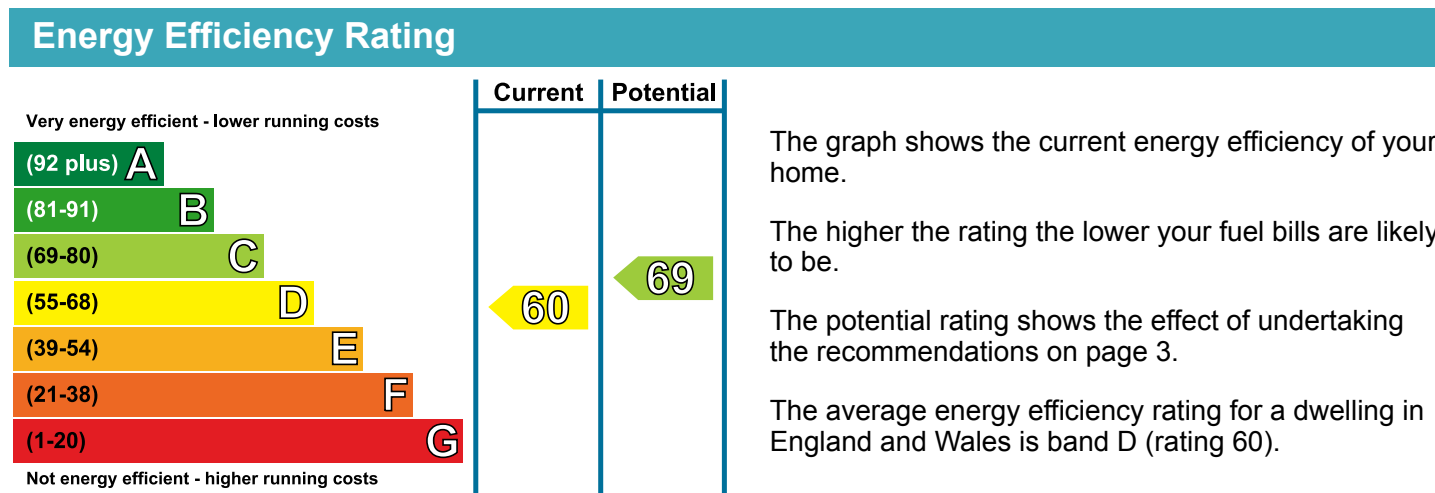 Energy Efficiency Rating
Current Potential
Very energy efficient - lower running costs
(92 plus) A
(81-91) B
(69-80) C
(55-68) D
(39-54) E
(21-38) F
(1-20) G
Not energy efficient - higher running costs
60
69
The graph shows the current energy efficiency of your
home.
The higher the rating the lower your fuel bills are likely
to be.
The potential rating shows the effect of undertaking
the recommendations on page 3.
The average energy efficiency rating for a dwelling in
England and Wales is band D (rating 60).